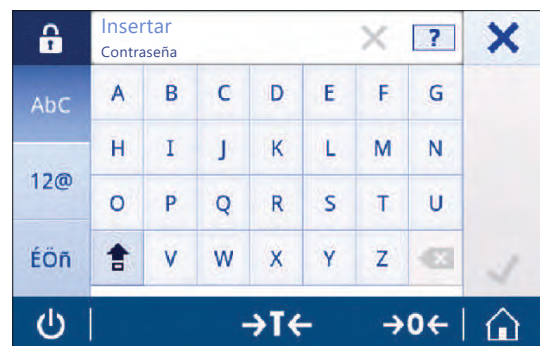 Insertar
Contraseña
?
AbC
A B C D E F G
H I J K L M N
12@
O P Q R S T U
ÉÖñ
V W X Y Z
→T←
→0←